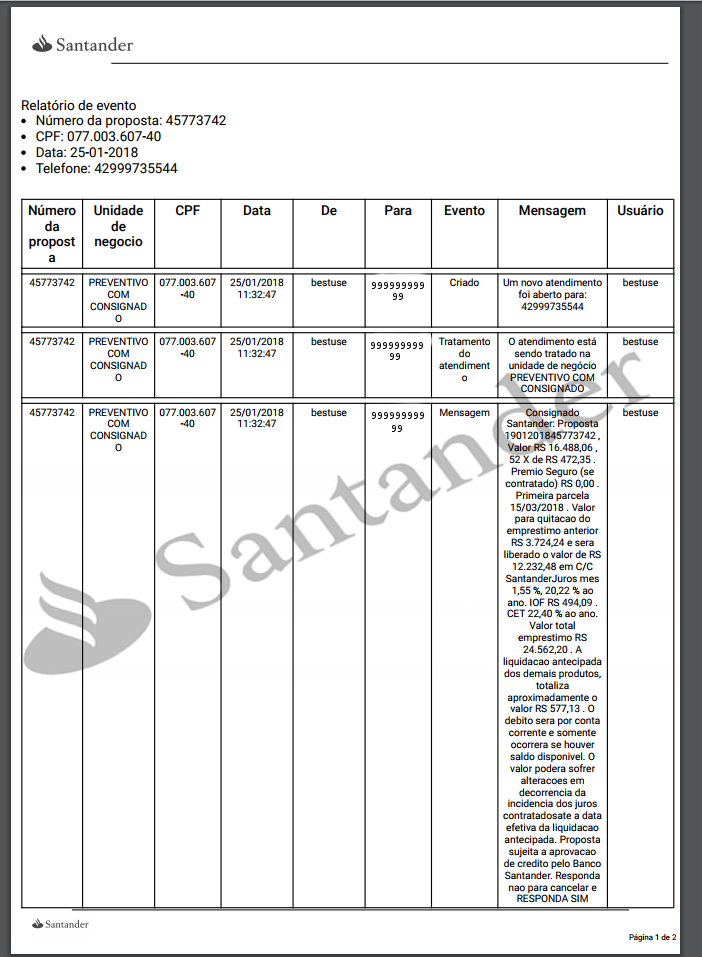 Santander
Relatório de evento
• Número da proposta: 45773742
• CPF: 077.003.607-40
• Data: 25-01-2018
• Telefone: 42999735544
Número da proposta Unidade de negocio CPF Data De Para Evento Mensagem Usuário
45773742 PREVENTIVO 077.003.607 25/01/2018 bestuse 999999999 Criado Um novo atendimento bestuse
COM -40 11:32:47 99 foi aberto para:
CONSIGNAD 42999735544
O
45773742 PREVENTIVO 077.003.607 25/01/2018 bestuse 999999999 Tratamento O atendimento está bestuse
COM -40 11:32:47 99 do sendo tratado na
CONSIGNAD atendiment unidade de negócio
O o PREVENTIVO COM
CONSIGNADO
45773742 PREVENTIVO 077.003.607 25/01/2018 bestuse 999999999 Mensagem Consignado bestuse
COM -40 11:32:47 99 Santander: Proposta
CONSIGNAD 1901201845773742 ,
O Valor RS 16.488,06 ,
52 X de RS 472,35 .
Premio Seguro (se
contratado) RS 0,00 .
Primeira parcela
15/03/2018 . Valor
para quitacao do
emprestimo anterior
RS 3.724,24 e sera
liberado o valor de RS
12.232,48 em C/C
SantanderJuros mes
1,55 %, 20,22 % ao
ano. IOF RS 494,09 .
CET 22,40 % ao ano.
Valor total
emprestimo RS
24.562,20 . A
liquidacao antecipada
dos demais produtos,
totaliza
aproximadamente o
valor RS 577,13 . O
debito sera por conta
corrente e somente
ocorrera se houver
saldo disponivel. O
valor podera sofrer
alteracoes em
decorrencia da
incidencia dos juros
contratadosate a data
efetiva da liquidacao
antecipada. Proposta
sujeita a aprovacao
de credito pelo Banco
Santander. Responda
nao para cancelar e
RESPONDA SIM
Santander
Santander
Página 1 de 2